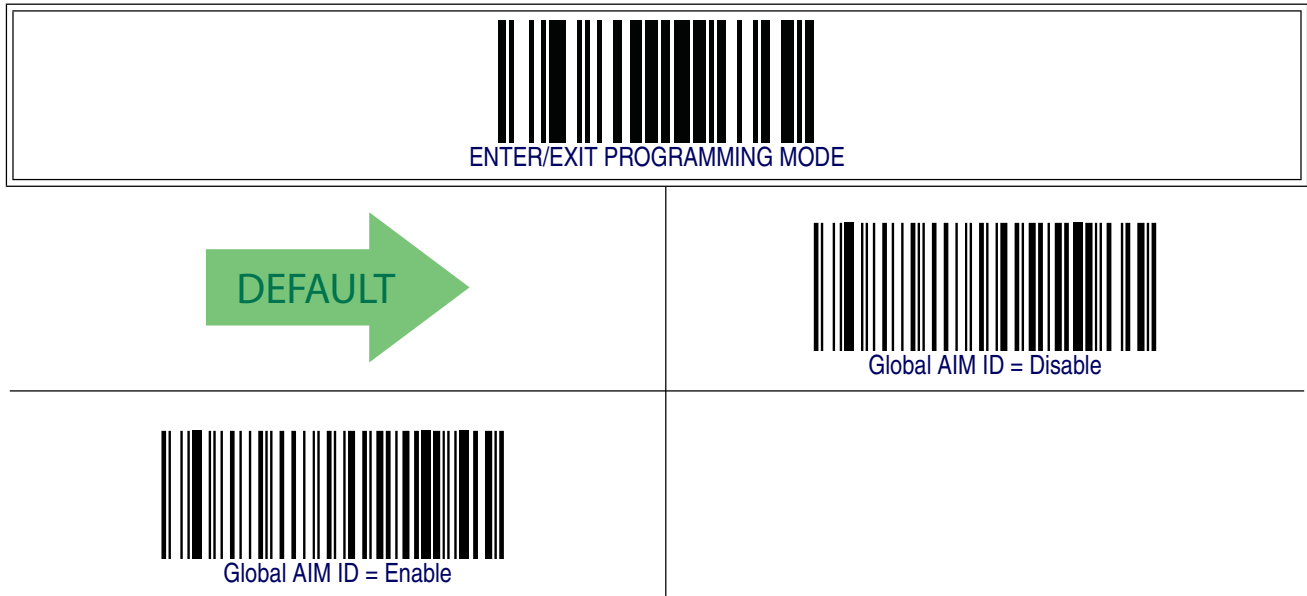 ENTER/EXIT PROGRAMMING MODE
DEFAULT
Global AIM ID = Disable
Global AIM ID = Enable